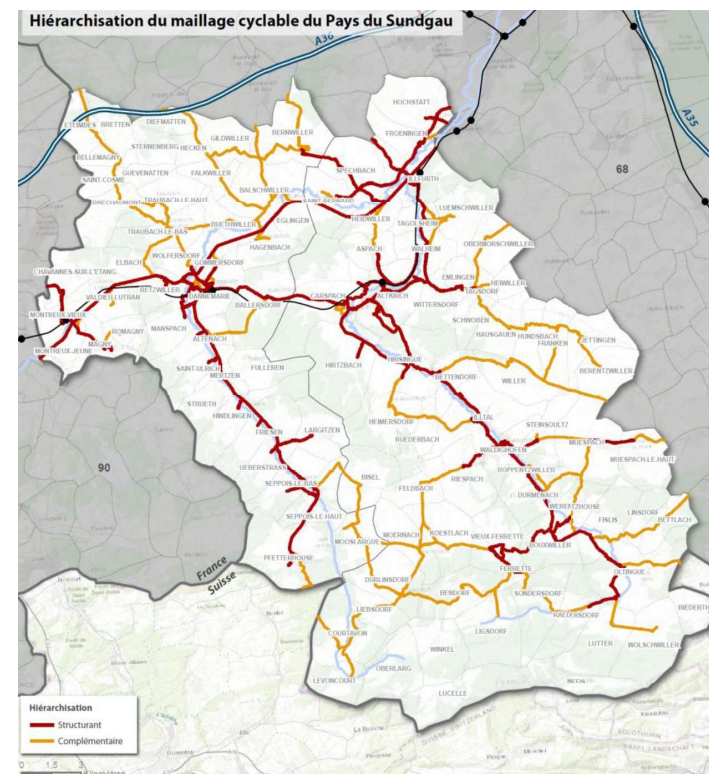 Hiérarchisation du maillage cyclable du Pays du Sundgau
A36
A35
HOCHSTATT
ETEIMBES BRETTEN
DIEFMATTEN
BERNWILLER
FROENINGEN
GILDWILLER
STERNENBERG HECKEN
BELLEMAGNY
68
GUEVENATTEN
FALKWILLER
SPECHBACH
SAINT-COSME
ILLFURTH
BALSCHWILLER
TRAUBACH-LE-HAUT
SAINT-BERNARD
LUEMSCHWILLER
BUETHWILLER
EGLINGEN
HEIDWILLER
TAGOLSHEIM
TRAUBACH-LE-BAS
HAGENBACH
ASPACH
WALHEIM
OBERMORSCHWILLER
WOLFERSDORF
ELBACH
GOMMERSDORF
CHAVANNES-SUR-L'ETANG
EMLINGEN
HEIWILLER
RETZWILLER
DANNEMARIE
CARSPACH
ALTKIRCH
TAGSDORF
VALDIEU-LUTRAN
BALLERSDORF
WITTERSDORF
MONTREUX-VIEUX
SCHWOBEN
ROMAGNY
MANSPACH
HAUSGAUEN
HUNDSBACH
MAGNY
ALTENACH
FRANKEN
JETTINGEN
MONTREUX-JEUNE
HIRSINGUE
SAINT-ULRICH
FULLEREN
HIRTZBACH
BERENTZWILLER
MERTZEN
BETTENDORF
WILLER
STRUETH
HINDLINGEN
ILLTAL
HEIMERSDORF
STEINSOULTZ
FRIESEN
LARGITZEN
RUEDERBACH
MUESPACH
WALDIGHOFEN
UEBERSTRASS
MUESPACH-LE-HAUT
90
ROPPENTZWILLER
BISEL
RIESPACH
SEPPOIS-LE-BAS
FELDBACH
DURMENACH
WERENTZHOUSE
LINSDORF
SEPPOIS-LE-HAUT
FISLIS
BETTLACH
MOERNACH
KOESTLACH
VIEUX-FERRETTE
MOOSLARGUE
BOUXWILLER
PFETTERHOUSE
FERRETTE
OLTINGUE
France
Suisse
DURLINSDORF
BENDORF
SONDERSDORF
LIEBSDORF
RAEDERSDORF
BIEDERTH
COURTAVON
LIGSDORF
LUTTER
WOLSCHWILLER
WINKEL
OBERLARG
LEVONCOURT
LUCELLE
Hiérarchisation
Structurant
Complémentaire
0 1,5 3